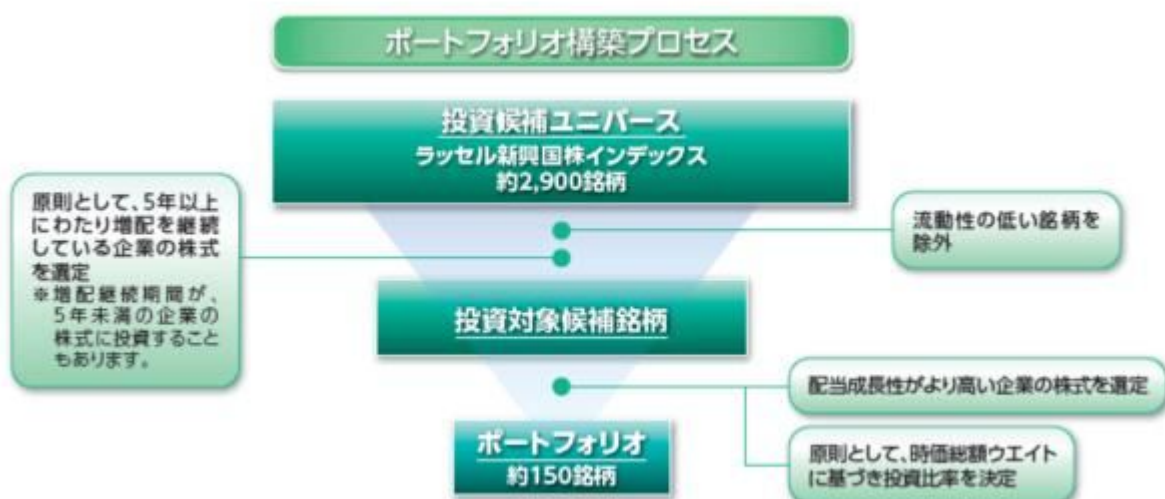 ポートフォリオ構築プロセス
投資候補ユニバース
ラッセル新興国株インデックス
約2,900銘柄
原則として、5年以上
にわたり増配を継続
している企業の株式
を選定
※増配継続期間が、
5年未満の企業の
株式に投資すること
もあります。
流動性の低い銘柄を
除外
投資対象候補銘柄
配当成長性がより高い企業の株式を選定
原則として、時価総額ウエイト
に基づき投資比率を決定
ポートフォリオ
約150銘柄